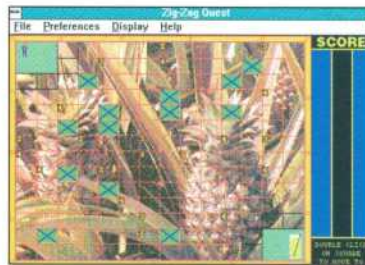 Zig-Zag Quest
File Preferences Display Help
SCORE
R
DOUBLE CLICK
ON SQUARE
TO MOVE TO